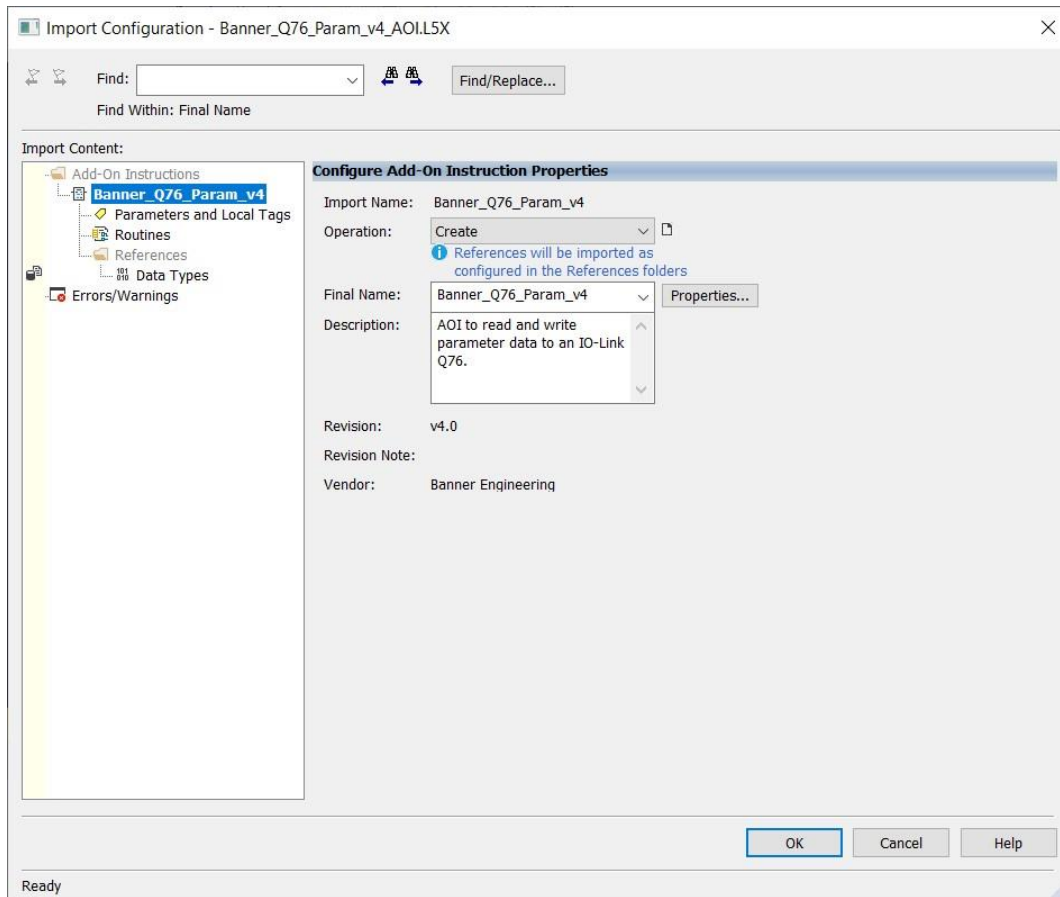 Import Configuration - Banner_Q76_Param_v4_AOI.L5X
Find:
Find/Replace...
Find Within: Final Name
Import Content:
Add-On Instructions
Banner_Q76_Param_v4
Parameters and Local Tags
Routines
References
Data Types
Errors/Warnings
Configure Add-On Instruction Properties
Import Name: Banner_Q76_Param_v4
Operation: Create
References will be imported as
configured in the References folders
Final Name: Banner_Q76_Param_v4 Properties...
Description: AOI to read and write
parameter data to an IO-Link
Q76.
Revision: v4.0
Revision Note:
Vendor: Banner Engineering
OK Cancel Help
Ready